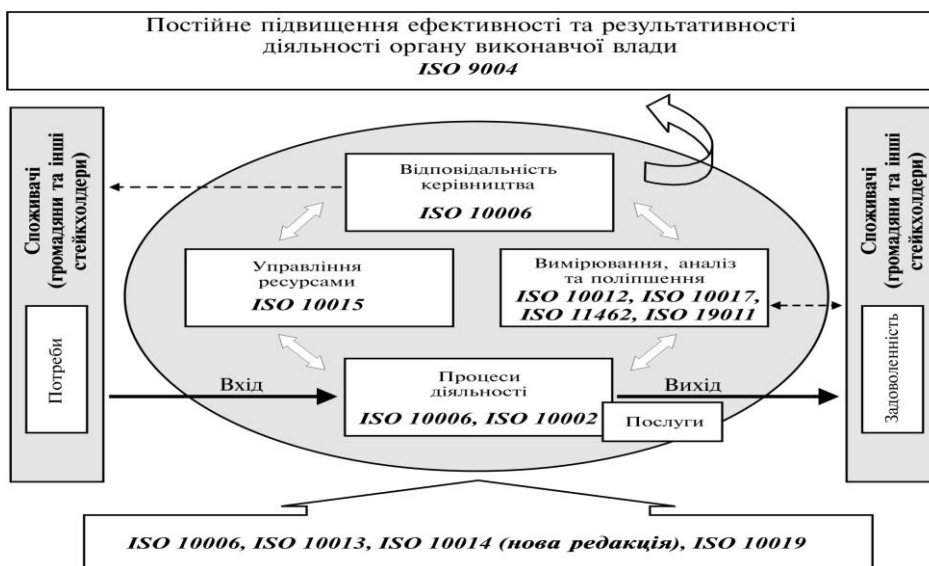 Постійне підвищення ефективності та результативності
діяльності органу виконавчої влади
ISO 9004
Споживачі
(громадяни та інші
стейкхолдери)
Потреби
Відповідальність
керівництва
ISO 10006
Управління
ресурсами
ISO 10015
Вимірювання, аналіз
та поліпшення
ISO 10012, ISO 10017,
ISO 11462, ISO 19011
Вхід
Процеси
діяльності
ISO 10006, ISO 10002
Послуги
Вихід
Споживачі
(громадяни та інші
стейкхолдери)
Задоволенність
ISO 10006, ISO 10013, ISO 10014 (нова редакція), ISO 10019